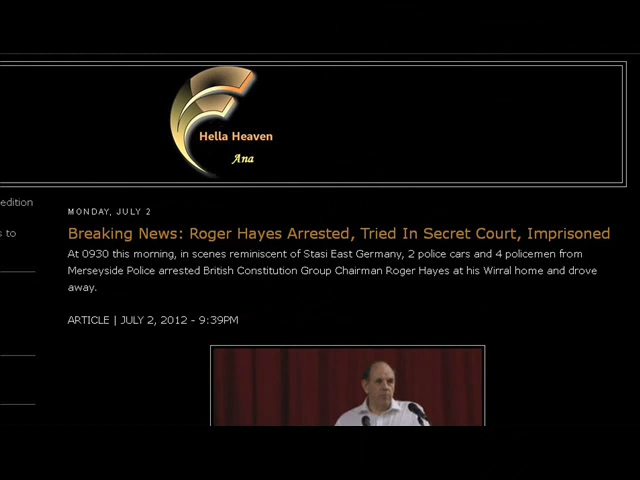 Hella Heaven
Ana
edition
s to
MONDAY, JULY 2
Breaking News: Roger Hayes Arrested, Tried In Secret Court, Imprisoned
At 0930 this morning, in scenes reminiscent of Stasi East Germany, 2 police cars and 4 policemen from
Merseyside Police arrested British Constitution Group Chairman Roger Hayes at his Wirral home and drove
away.
ARTICLE | JULY 2, 2012 - 9:39PM